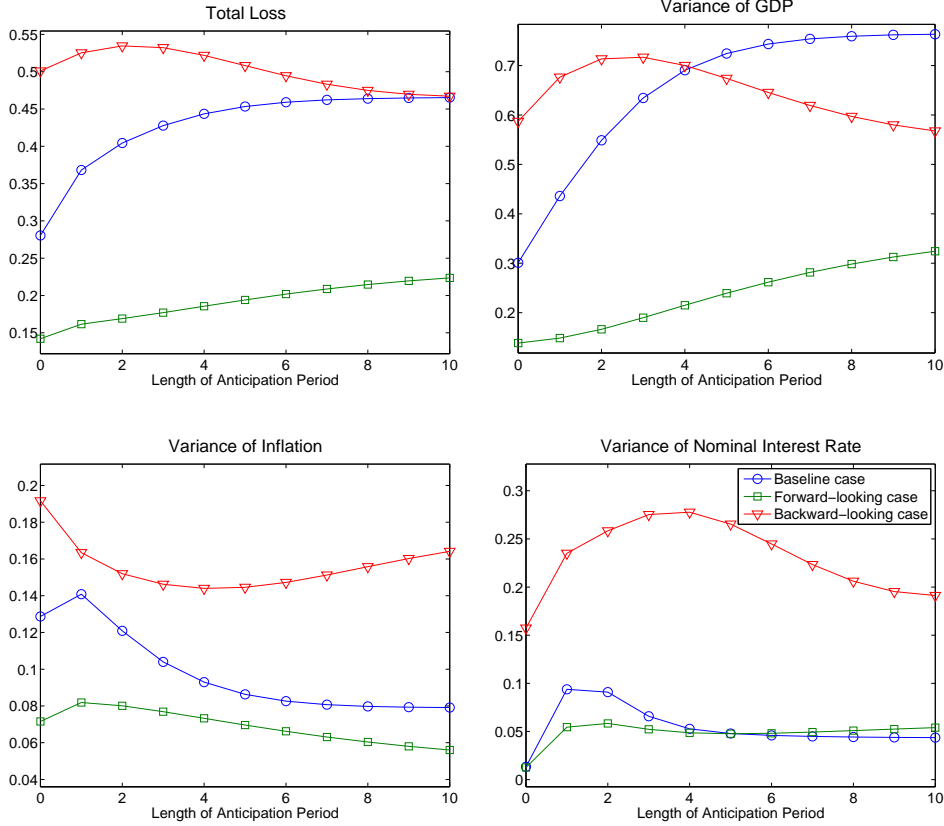 Total Loss
0.55
0.5
0.45
0.4
0.35
0.3
0.25
0.2
0.15
0 2 4 6 8 10
Length of Anticipation Period
Variance of GDP
0.7
0.6
0.5
0.4
0.3
0.2
0 2 4 6 8 10
Length of Anticipation Period
Variance of Inflation
0.2
0.18
0.16
0.14
0.12
0.1
0.08
0.06
0.04
0 2 4 6 8 10
Length of Anticipation Period
Variance of Nominal Interest Rate
Baseline case
Forward−looking case
Backward−looking case
0.3
0.25
0.2
0.15
0.1
0.05
0
0 2 4 6 8 10
Length of Anticipation Period